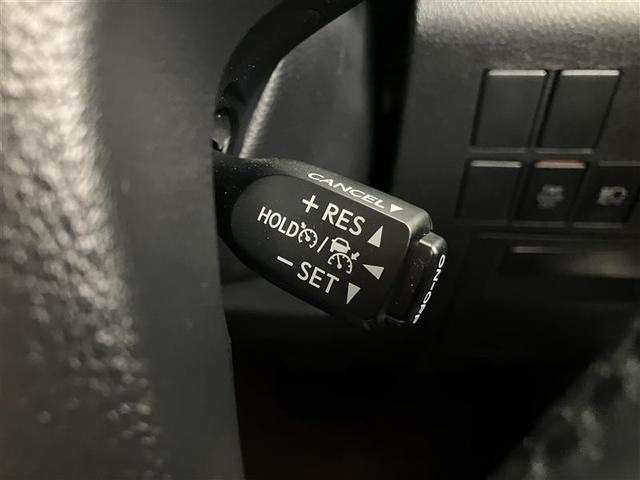 CANCEL
+ RES
HOLD /
- SET
ON-OFF